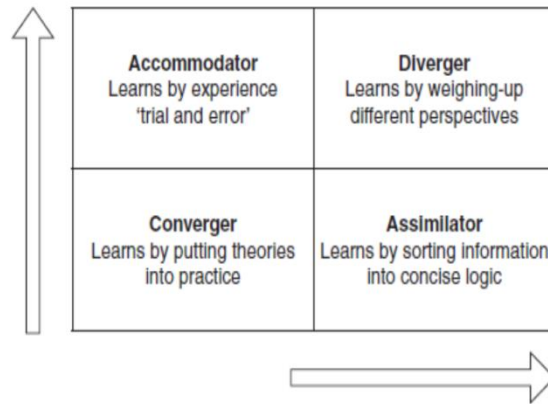 Accommodator
Learns by experience
‘trial and error’
Diverger
Learns by weighing-up
different perspectives
Converger
Learns by putting theories
into practice
Assimilator
Learns by sorting information
into concise logic